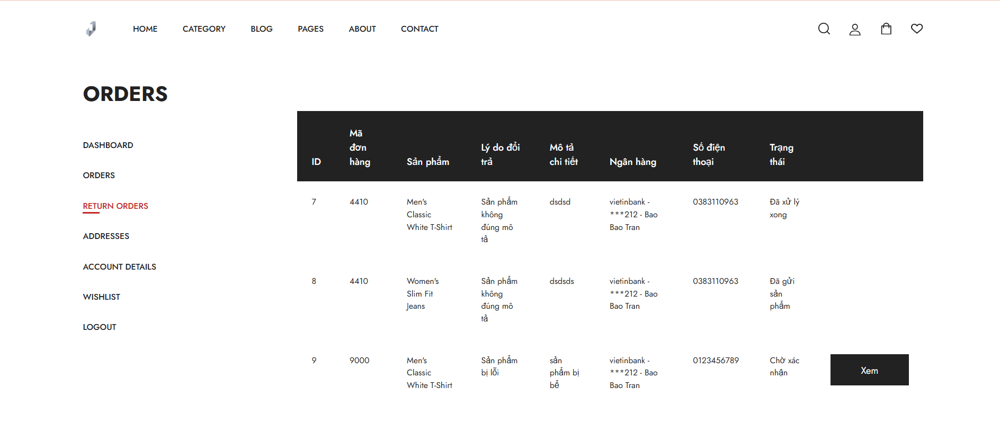 HOME CATEGORY BLOG PAGES ABOUT CONTACT
ORDERS
DASHBOARD
ORDERS
RETURN ORDERS
ADDRESSES
ACCOUNT DETAILS
WISHLIST
LOGOUT
ID
Mã
đơn
hàng
Sản phẩm
Lý do đổi
trả
Mô tả
chi tiết
Ngân hàng
Số điện
thoại
Trạng
thái
7
4410
Men's
Classic
White T-Shirt
Sản phẩm
không
đúng mô
tả
dsdsd
vietinbank -
***212 - Bao
Bao Tran
0383110963
Đã xử lý
xong
8
4410
Women's
Slim Fit
Jeans
Sản phẩm
không
đúng mô
tả
dsdsds
vietinbank -
***212 - Bao
Bao Tran
0383110963
Đã gửi
sản
phẩm
9
9000
Men's
Classic
White T-Shirt
Sản phẩm
bị lỗi
sản
phẩm bị
bể
vietinbank -
***212 - Bao
Bao Tran
0123456789
Chờ xác
nhận
Xem